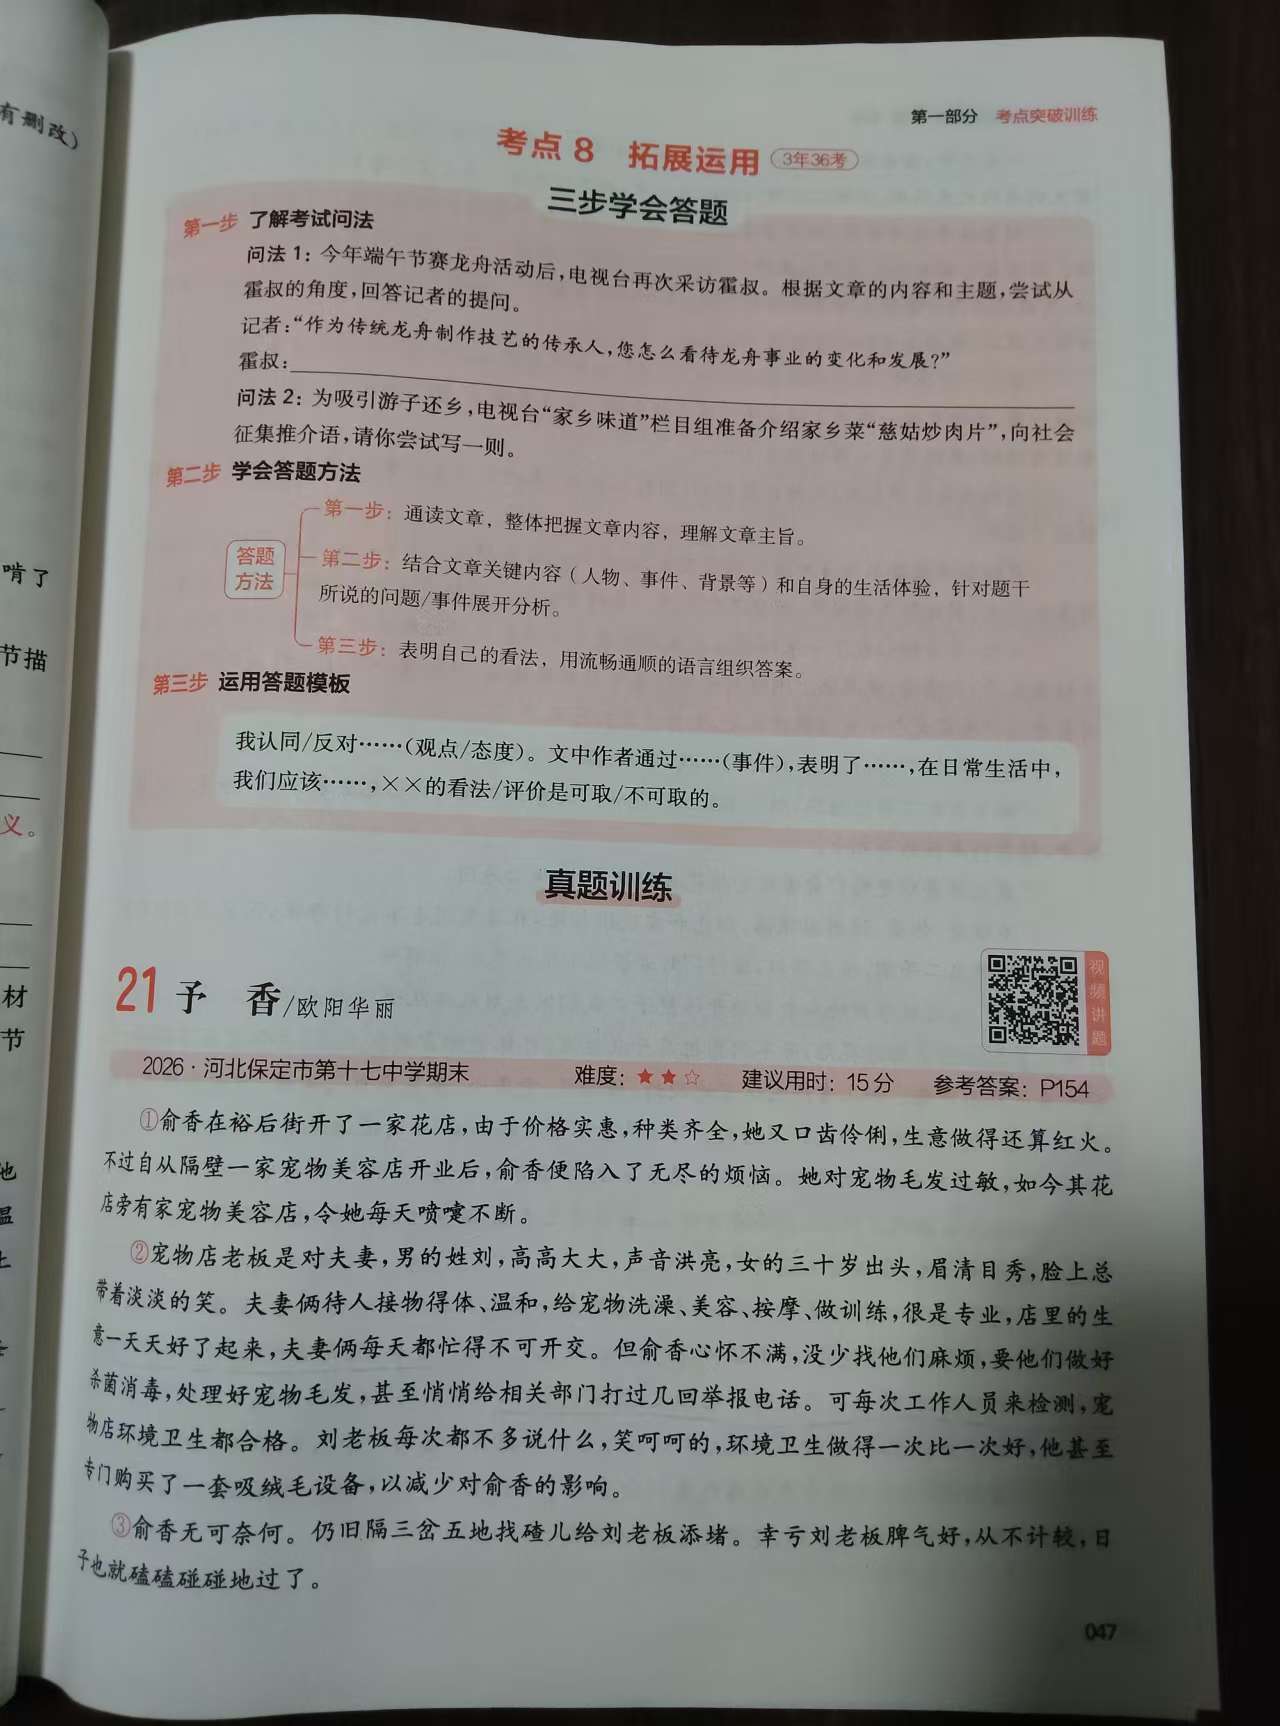 有删改）
啃了
节描
义。
材
节
第一部分 考点突破训练
考点 8 拓展运用 3年36考
三步学会答题
第一步 了解考试问法
问法 1：今年端午节赛龙舟活动后，电视台再次采访霍叔。根据文章的内容和主题，尝试从
霍叔的角度，回答记者的提问。
记者：“作为传统龙舟制作技艺的传承人，您怎么看待龙舟事业的变化和发展？”
霍叔：
问法 2：为吸引游子还乡，电视台“家乡味道”栏目组准备介绍家乡菜“慈姑炒肉片”，向社会
征集推介语，请你尝试写一则。
第二步 学会答题方法
答题
方法
第一步：通读文章，整体把握文章内容，理解文章主旨。
第二步：结合文章关键内容（人物、事件、背景等）和自身的生活体验，针对题干
所说的问题/事件展开分析。
第三步：表明自己的看法，用流畅通顺的语言组织答案。
第三步 运用答题模板
我认同/反对……（观点/态度）。文中作者通过……（事件），表明了……，在日常生活中，
我们应该……，××的看法/评价是可取/不可取的。
真题训练
21 予 香/欧阳华丽
视频讲题
2026·河北保定市第十七中学期末 难度：★★☆ 建议用时：15分 参考答案：P154
①俞香在裕后街开了一家花店，由于价格实惠，种类齐全，她又口齿伶俐，生意做得还算红火。
不过自从隔壁一家宠物美容店开业后，俞香便陷入了无尽的烦恼。她对宠物毛发过敏，如今其花
店旁有家宠物美容店，令她每天喷嚏不断。
②宠物店老板是对夫妻，男的姓刘，高高大大，声音洪亮，女的三十岁出头，眉清目秀，脸上总
带着淡淡的笑。夫妻俩待人接物得体、温和，给宠物洗澡、美容、按摩、做训练，很是专业，店里的生
意一天天好了起来，夫妻俩每天都忙得不可开交。但俞香心怀不满，没少找他们麻烦，要他们做好
杀菌消毒，处理好宠物毛发，甚至悄悄给相关部门打过几回举报电话。可每次工作人员来检测，宠
物店环境卫生都合格。刘老板每次都不多说什么，笑呵呵的，环境卫生做得一次比一次好，他甚至
专门购买了一套吸绒毛设备，以减少对俞香的影响。
③俞香无可奈何。仍旧隔三岔五地找碴儿给刘老板添堵。幸亏刘老板脾气好，从不计较，日
子也就磕磕碰碰地过了。
047